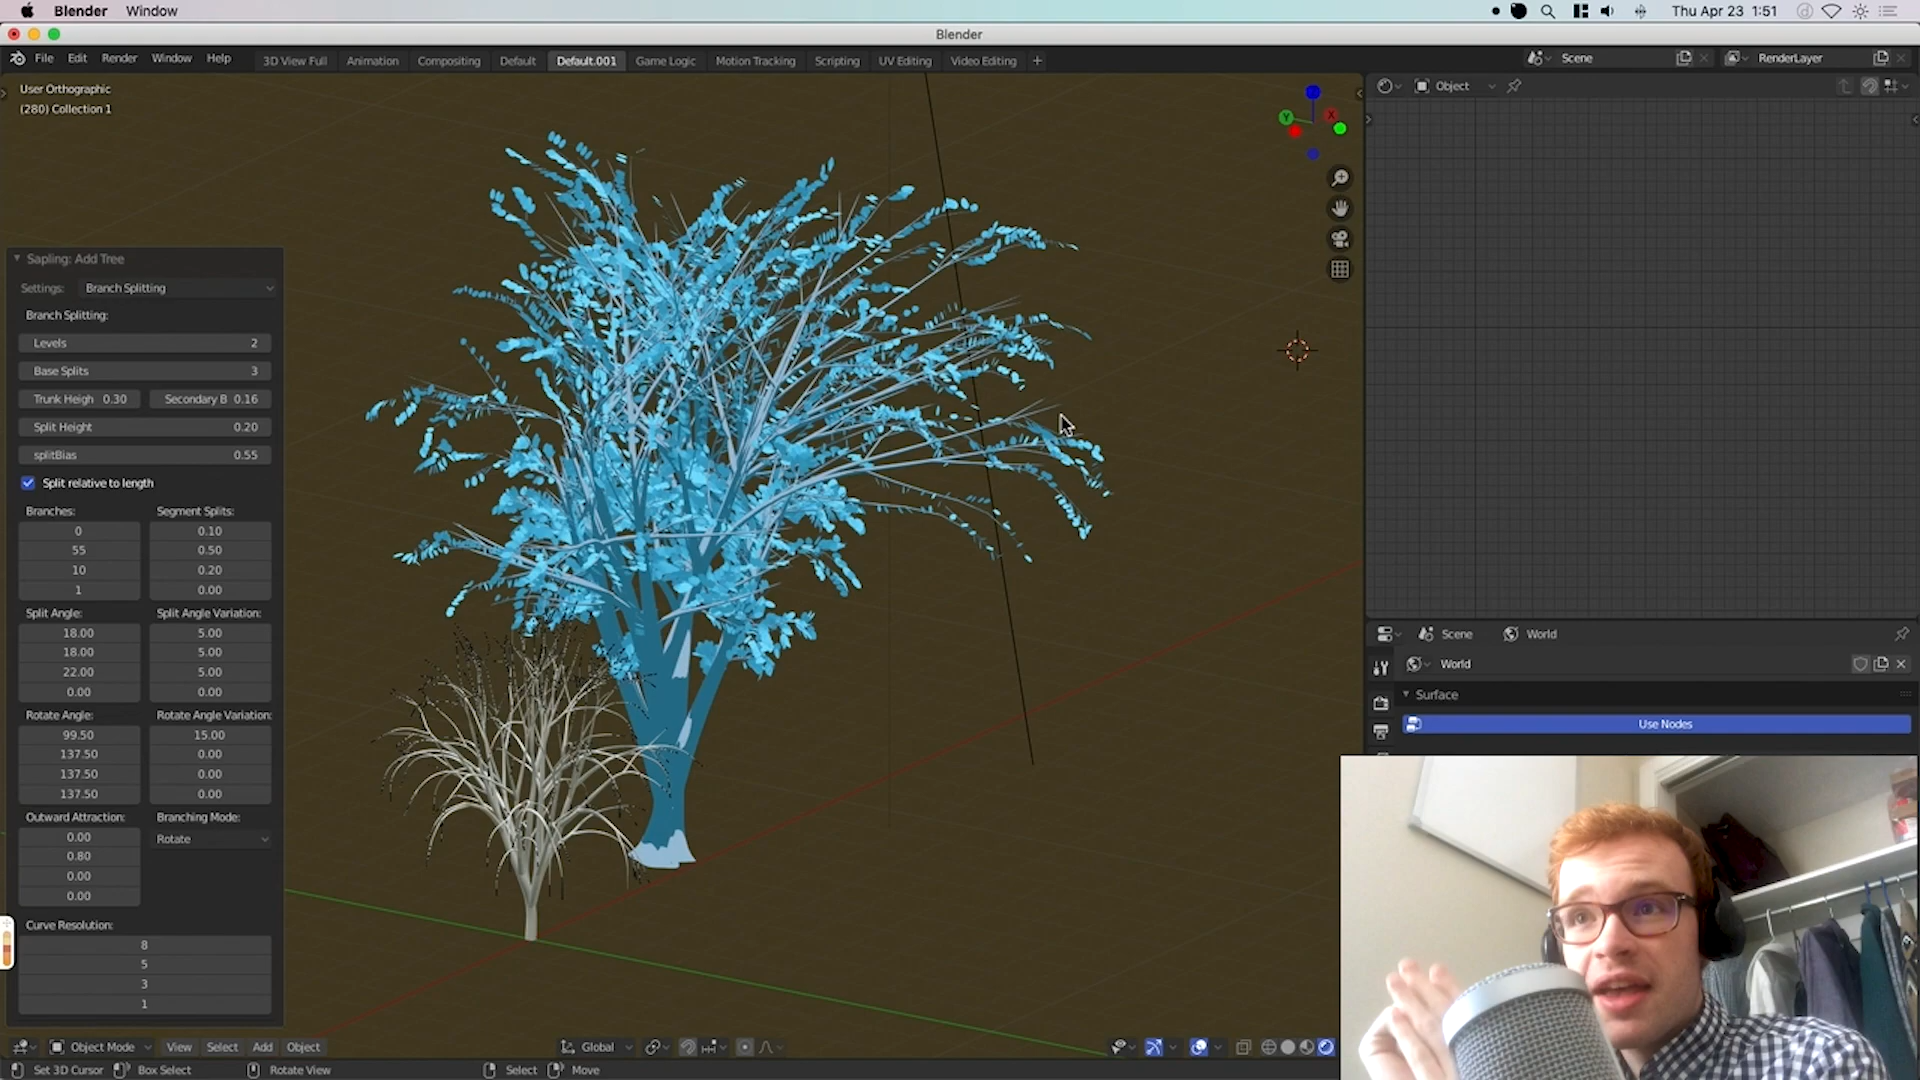 Blender Window Thu Apr 23 1:51
Blender
File Edit Render Window Help 3D View Full Animation Compositing Default Default.001 Game Logic Motion Tracking Scripting UV Editing Video Editing + Scene RenderLayer
User Orthographic
(280) Collection 1
Object
Y X
Sapling: Add Tree
Settings: Branch Splitting
Branch Splitting:
Levels 2
Base Splits 3
Trunk Heigh 0.30 Secondary B 0.16
Split Height 0.20
splitBias 0.55
Split relative to length
Branches: Segment Splits:
0 0.10
55 0.50
10 0.20
1 0.00
Split Angle: Split Angle Variation:
18.00 5.00
18.00 5.00
22.00 5.00
0.00 0.00
Rotate Angle: Rotate Angle Variation:
99.50 15.00
137.50 0.00
137.50 0.00
137.50 0.00
Outward Attraction: Branching Mode:
0.00 Rotate
0.80
0.00
0.00
Curve Resolution:
8
5
3
1
Scene World
World
Surface
Use Nodes
Object Mode View Select Add Object Global
Set 3D Cursor Box Select Rotate View Select Move